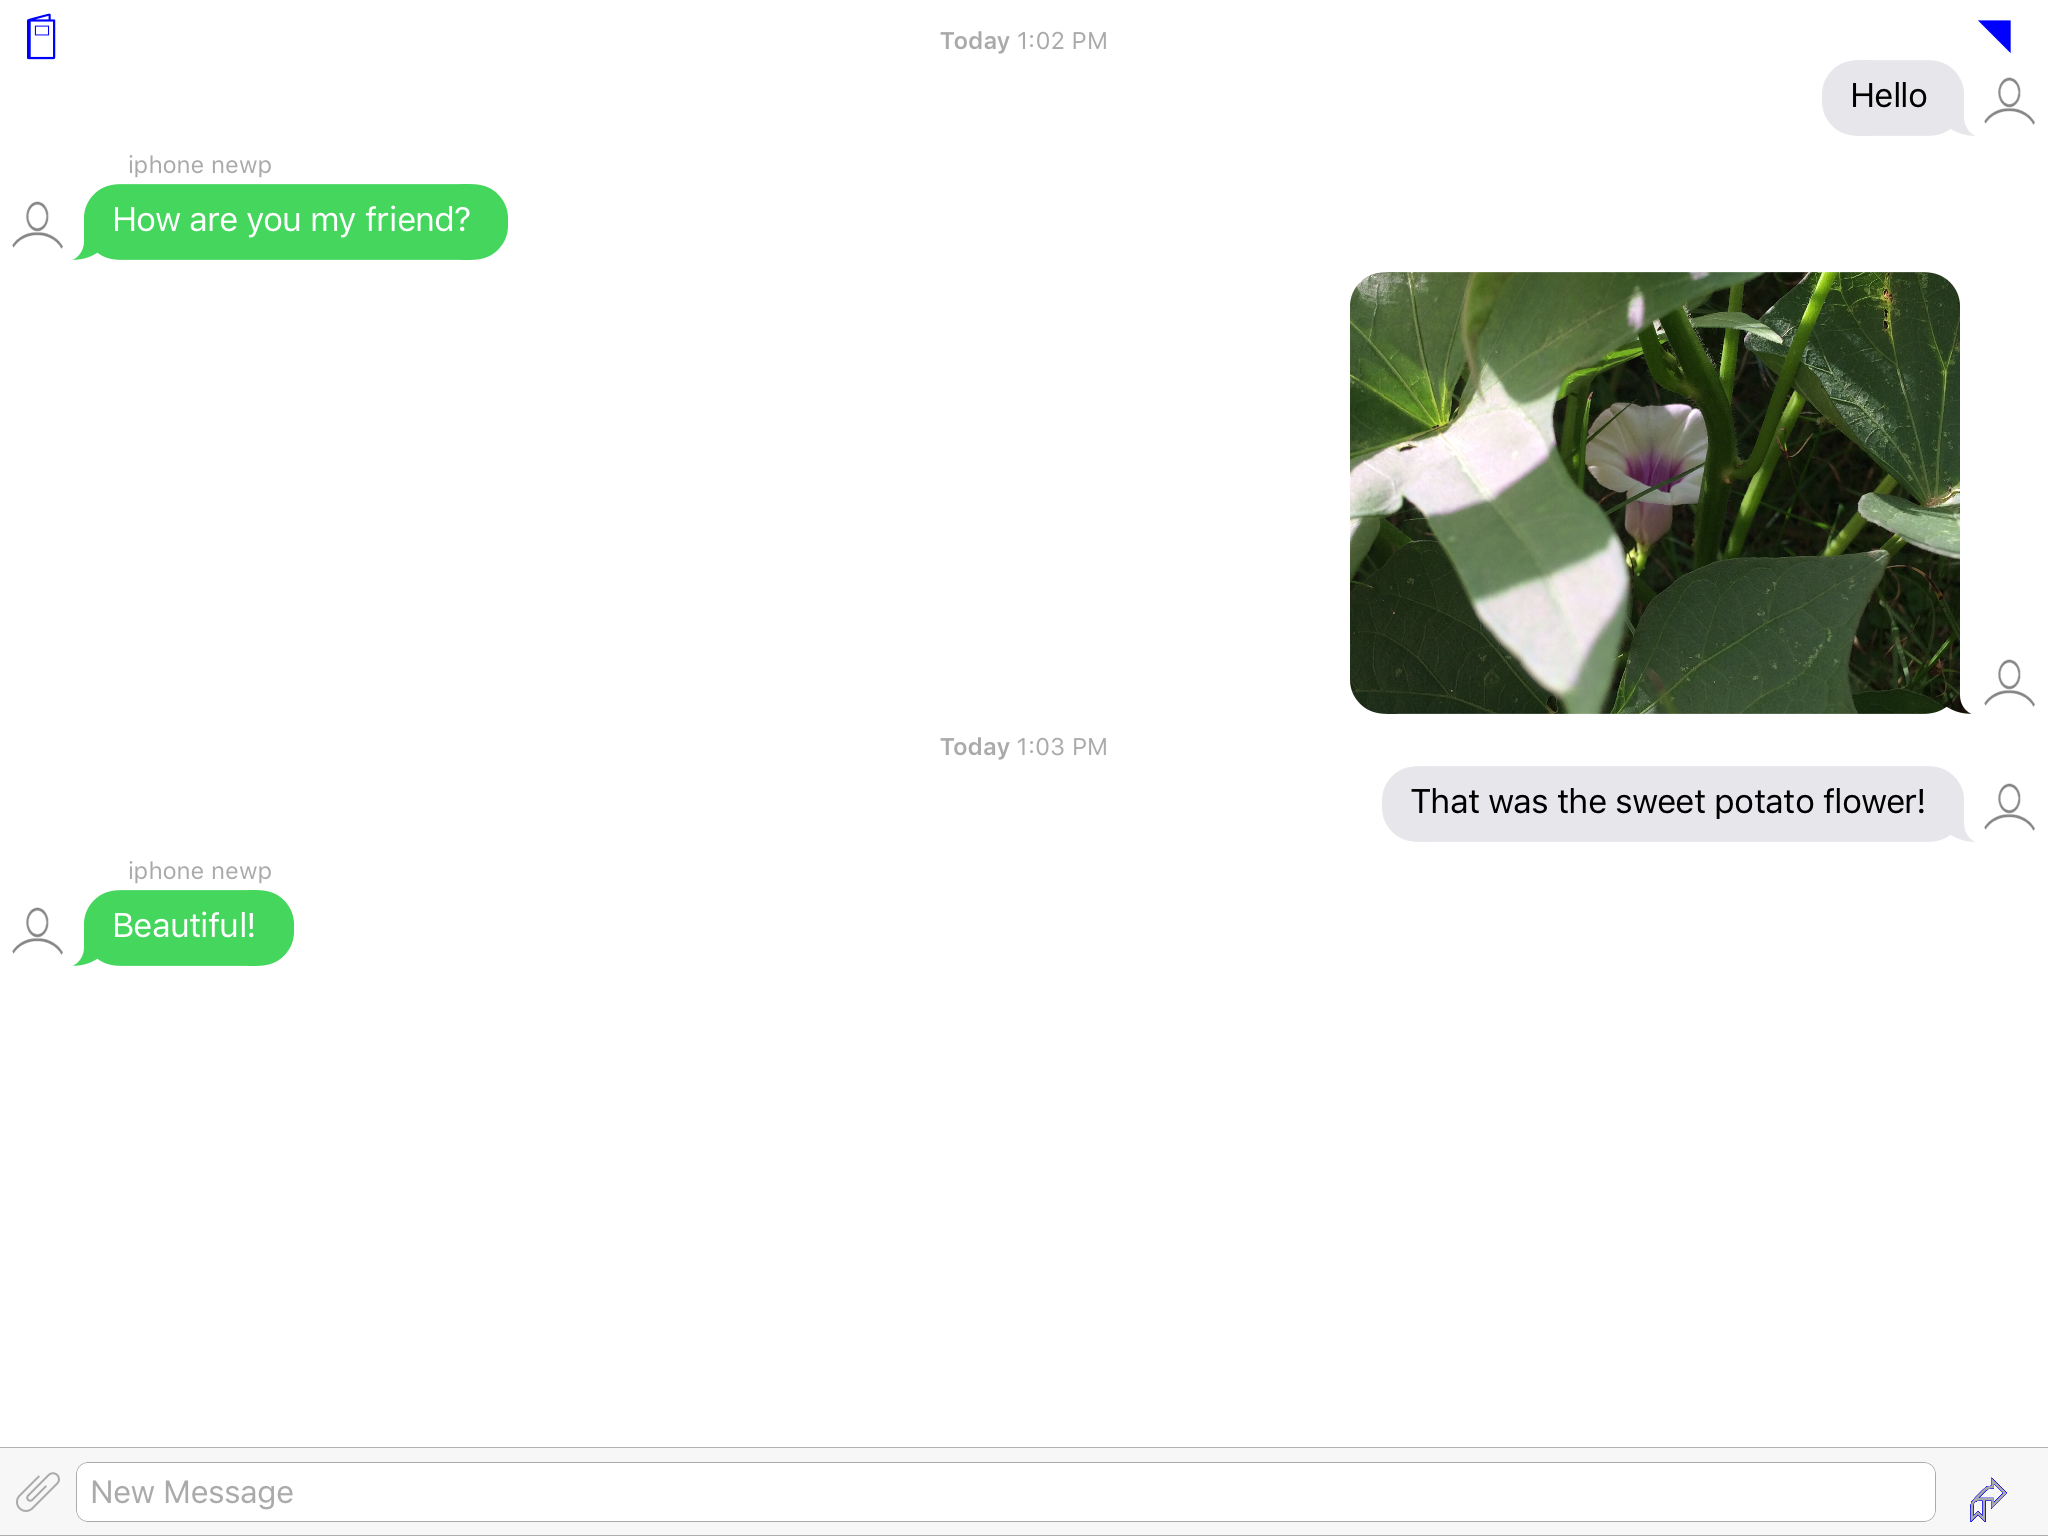 Today 1:02 PM
Hello
iphone newp
How are you my friend?
Today 1:03 PM
That was the sweet potato flower!
iphone newp
Beautiful!
New Message